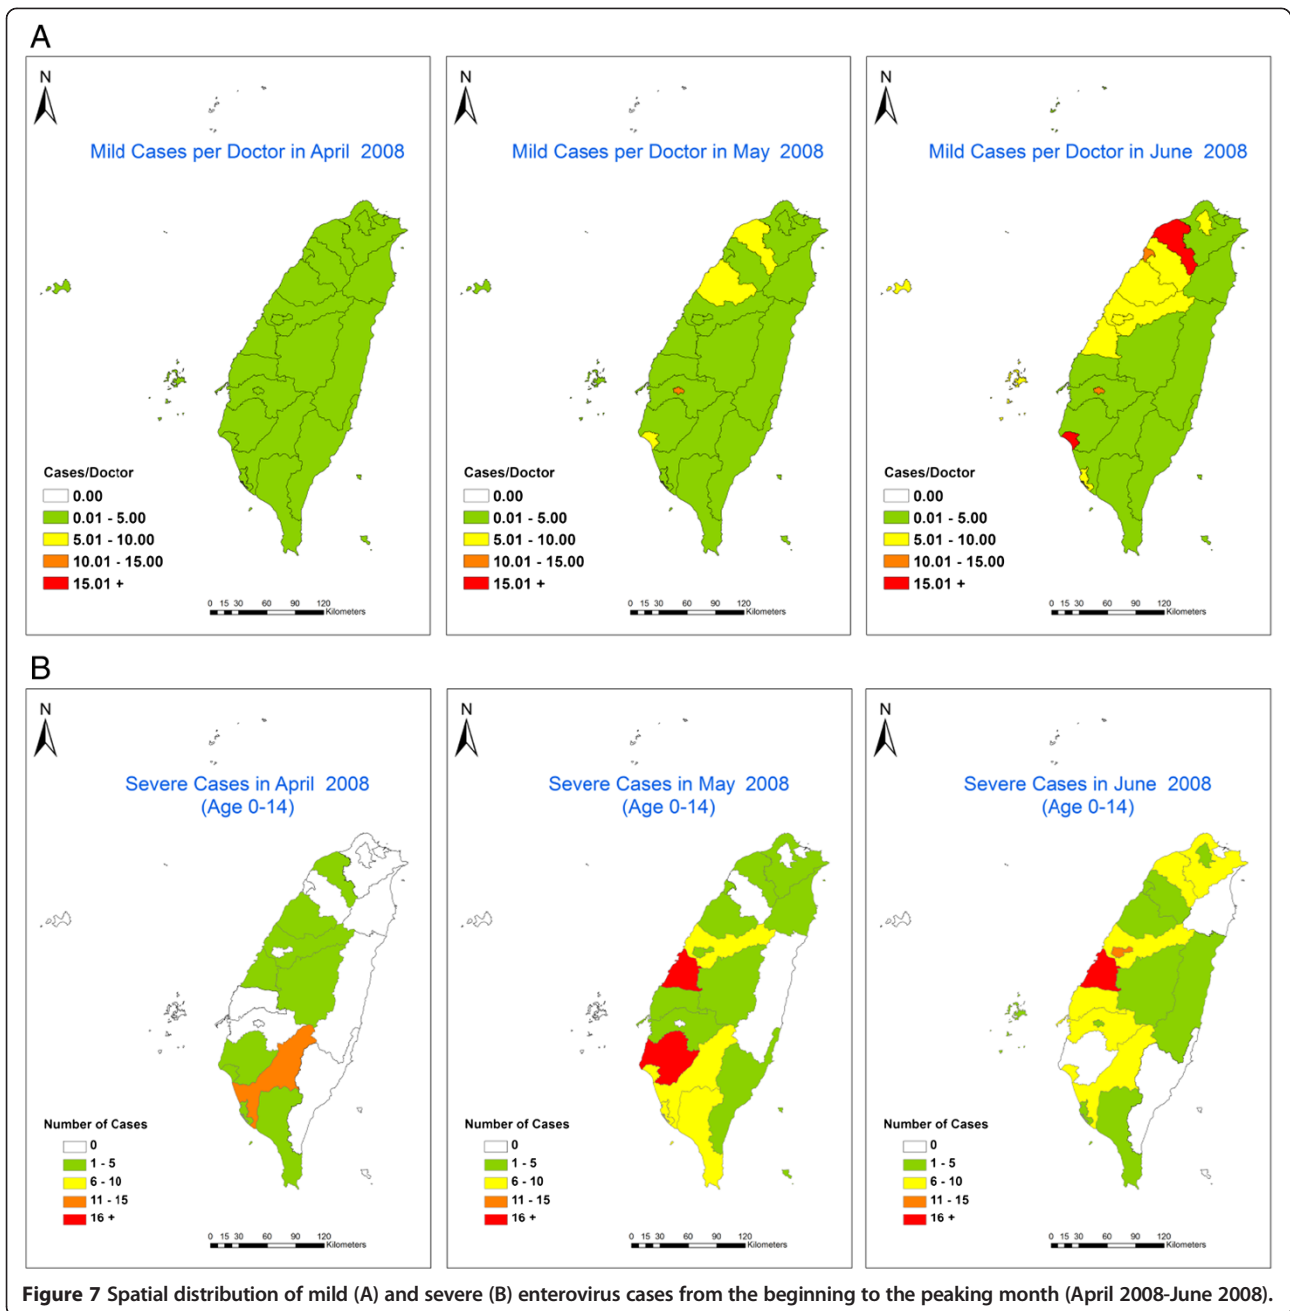 A
N
Mild Cases per Doctor in April 2008
Cases/Doctor
0.00
0.01 - 5.00
5.01 - 10.00
10.01 - 15.00
15.01 +
0 15 30 60 90 120
Kilometers
N
Mild Cases per Doctor in May 2008
Cases/Doctor
0.00
0.01 - 5.00
5.01 - 10.00
10.01 - 15.00
15.01 +
0 15 30 60 90 120
Kilometers
N
Mild Cases per Doctor in June 2008
Cases/Doctor
0.00
0.01 - 5.00
5.01 - 10.00
10.01 - 15.00
15.01 +
0 15 30 60 90 120
Kilometers
B
N
Severe Cases in April 2008
(Age 0-14)
Number of Cases
0
1 - 5
6 - 10
11 - 15
16 +
0 15 30 60 90 120
Kilometers
N
Severe Cases in May 2008
(Age 0-14)
Number of Cases
0
1 - 5
6 - 10
11 - 15
16 +
0 15 30 60 90 120
Kilometers
N
Severe Cases in June 2008
(Age 0-14)
Number of Cases
0
1 - 5
6 - 10
11 - 15
16 +
0 15 30 60 90 120
Kilometers
Figure 7 Spatial distribution of mild (A) and severe (B) enterovirus cases from the beginning to the peaking month (April 2008-June 2008).